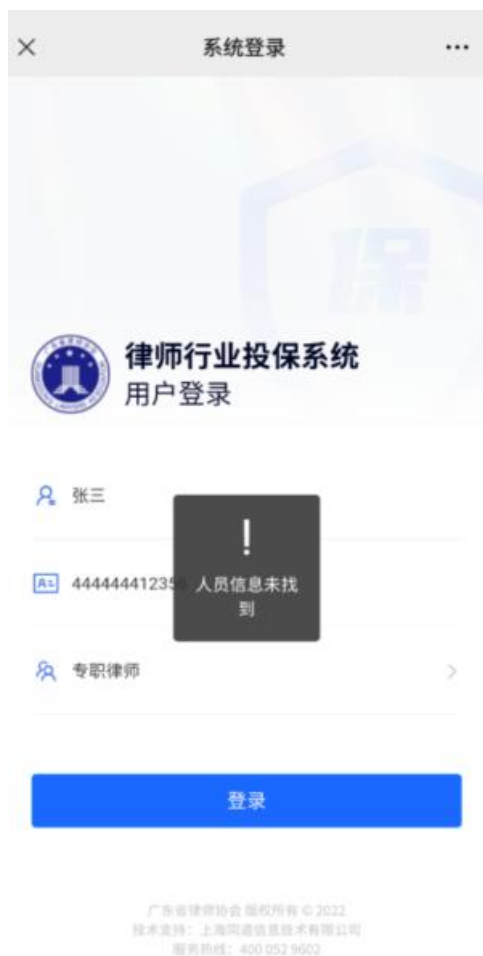 系统登录
保
律师行业投保系统
用户登录
张三
444444412356
人员信息未找
到
专职律师
登录
广东省律师协会 版权所有 © 2022
技术支持：上海同道信息技术有限公司
服务热线：400 052 9602